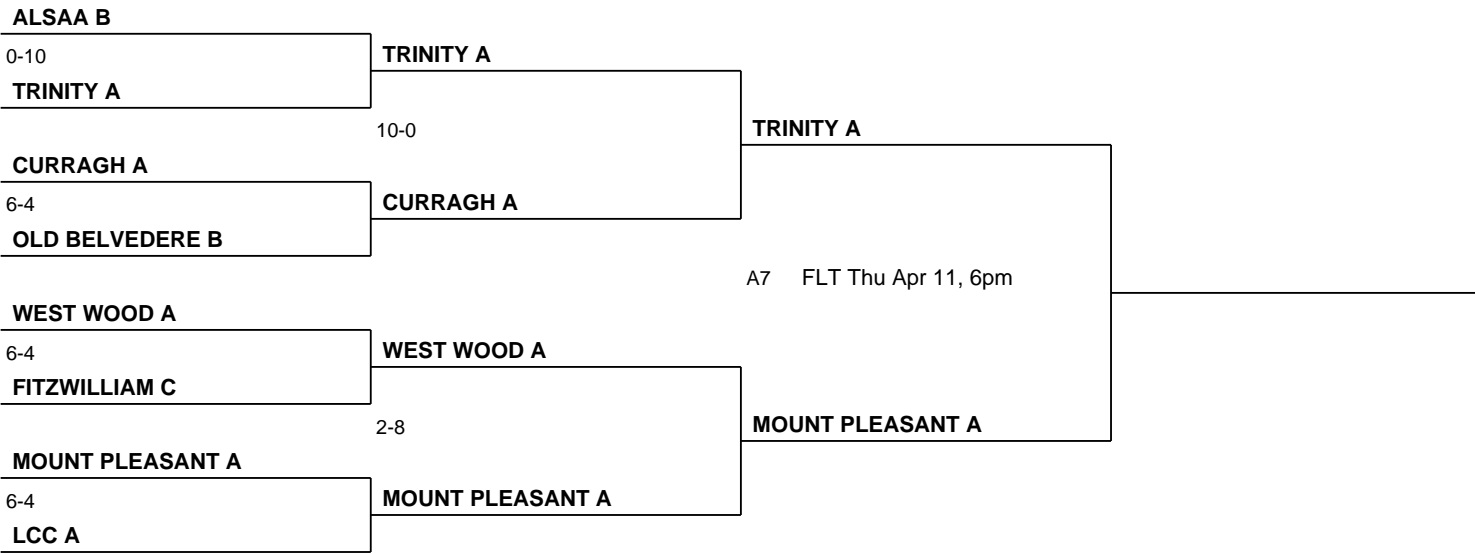 ALSAA B
0-10
TRINITY A
TRINITY A
10-0
TRINITY A
CURRAGH A
6-4
CURRAGH A
OLD BELVEDERE B
A7 FLT Thu Apr 11, 6pm
WEST WOOD A
6-4
WEST WOOD A
FITZWILLIAM C
2-8
MOUNT PLEASANT A
MOUNT PLEASANT A
6-4
MOUNT PLEASANT A
LCC A